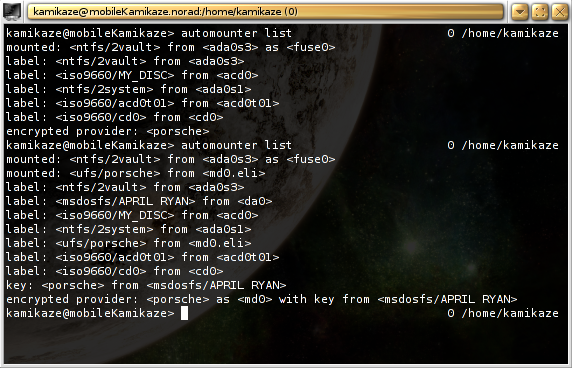 kamikaze@mobileKamikaze.norad:/home/kamikaze (0)
kamikaze@mobileKamikaze> automounter list 0 /home/kamikaze
mounted: <ntfs/2vault> from <ada0s3> as <fuse0>
label: <ntfs/2vault> from <ada0s3>
label: <iso9660/MY_DISC> from <acd0>
label: <ntfs/2system> from <ada0s1>
label: <iso9660/acd0t01> from <acd0t01>
label: <iso9660/cd0> from <cd0>
encrypted provider: <porsche>
kamikaze@mobileKamikaze> automounter list 0 /home/kamikaze
mounted: <ntfs/2vault> from <ada0s3> as <fuse0>
mounted: <ufs/porsche> from <md0.eli>
label: <ntfs/2vault> from <ada0s3>
label: <msdosfs/APRIL RYAN> from <da0>
label: <iso9660/MY_DISC> from <acd0>
label: <ntfs/2system> from <ada0s1>
label: <ufs/porsche> from <md0.eli>
label: <iso9660/acd0t01> from <acd0t01>
label: <iso9660/cd0> from <cd0>
key: <porsche> from <msdosfs/APRIL RYAN>
encrypted provider: <porsche> as <md0> with key from <msdosfs/APRIL RYAN>
kamikaze@mobileKamikaze> 0 /home/kamikaze